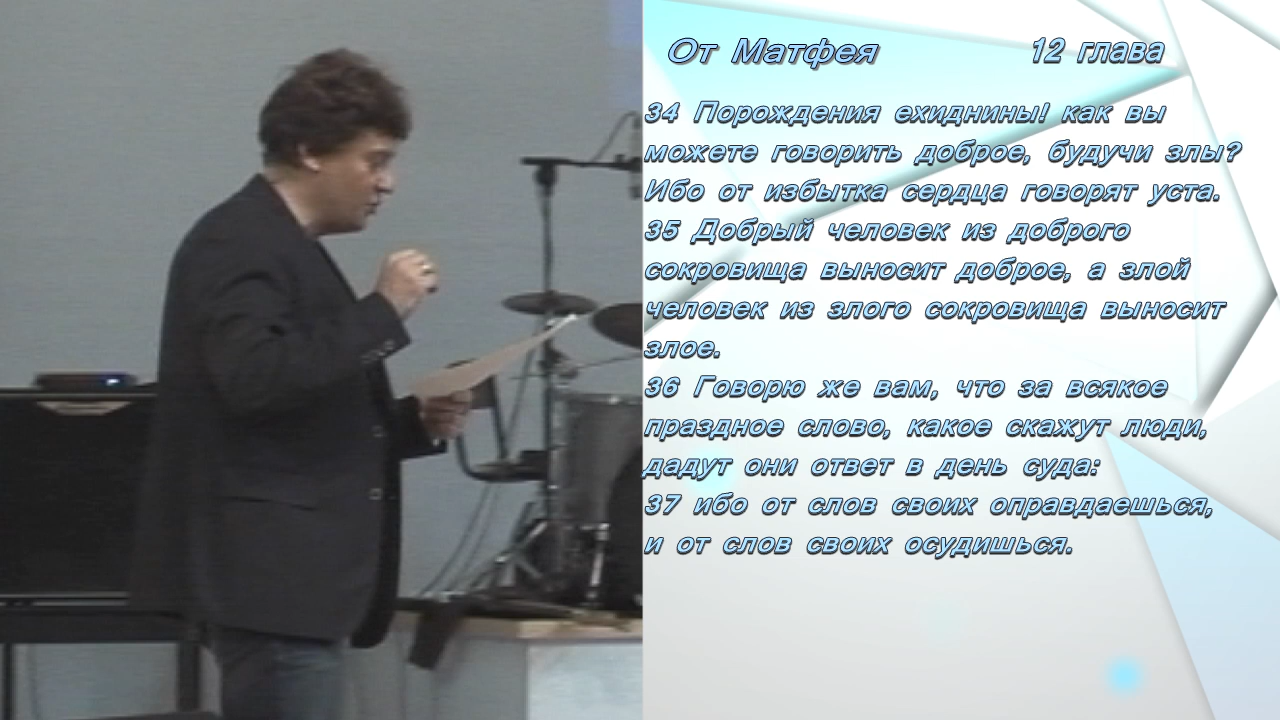 От Матфея 12 глава
34 Порождения ехиднины! как вы
можете говорить доброе, будучи злы?
Ибо от избытка сердца говорят уста.
35 Добрый человек из доброго
сокровища выносит доброе, а злой
человек из злого сокровища выносит
злое.
36 Говорю же вам, что за всякое
праздное слово, какое скажут люди,
дадут они ответ в день суда:
37 ибо от слов своих оправдаешься,
и от слов своих осудишься.